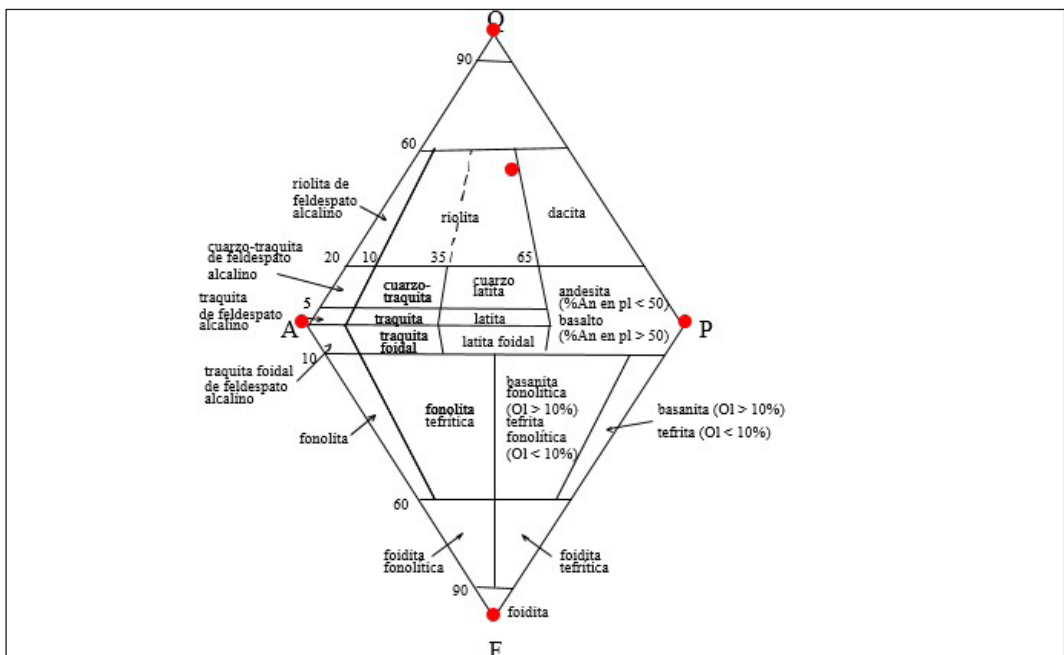 Q
90
60
riolita de
feldespato
alcalino
riolita
dacita
20
10
35
65
cuarzo-traquita
de feldespato
alcalino
cuarzo-
traquita
cuarzo
latita
andesita
(%An en pl < 50)
basalto
(%An en pl > 50)
5
traquita
de feldespato
alcalino
traquita
latita
A
P
traquita
foidal
latita foidal
10
traquita foidal
de feldespato
alcalino
fonolita
fonolita
tefrítica
basanita
fonolítica
(Ol > 10%)
tefrita
fonolítica
(Ol < 10%)
basanita (Ol > 10%)
tefrita (Ol < 10%)
60
foidita
fonolítica
foidita
tefrítica
90
foidita
F